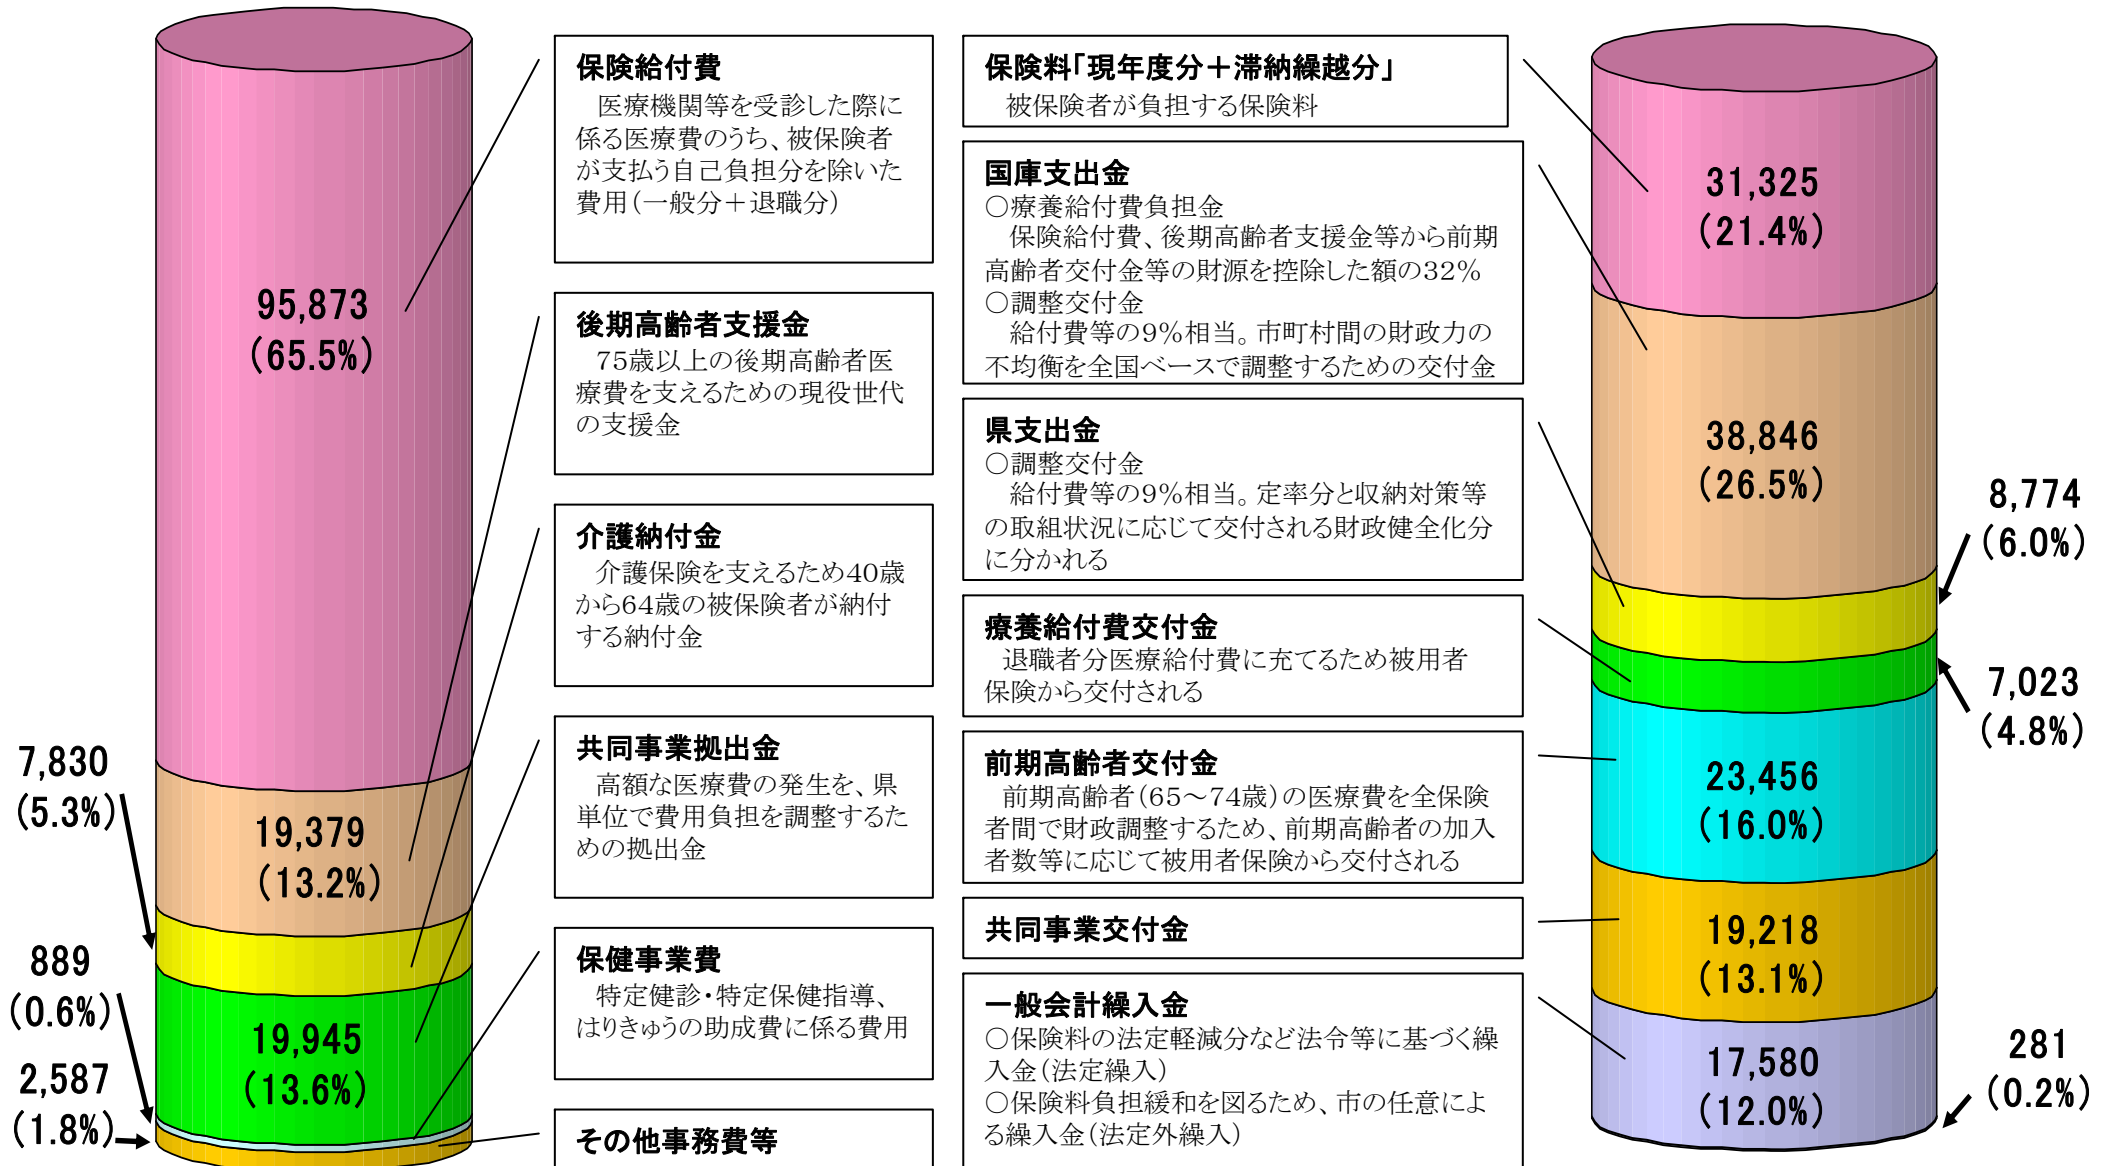 95,873
(65.5%)
19,379
(13.2%)
7,830
(5.3%)
19,945
(13.6%)
889
(0.6%)
2,587
(1.8%)
保険給付費
医療機関等を受診した際に
係る医療費のうち、被保険者
が支払う自己負担分を除いた
費用(一般分+退職分)
後期高齢者支援金
75歳以上の後期高齢者医
療費を支えるための現役世代
の支援金
介護納付金
介護保険を支えるため40歳
から64歳の被保険者が納付
する納付金
共同事業拠出金
高額な医療費の発生を、県
単位で費用負担を調整するた
めの拠出金
保健事業費
特定健診・特定保健指導、
はりきゅうの助成費に係る費用
その他事務費等
保険料「現年度分+滞納繰越分」
被保険者が負担する保険料
国庫支出金
○療養給付費負担金
保険給付費、後期高齢者支援金等から前期
高齢者交付金等の財源を控除した額の32%
○調整交付金
給付費等の9%相当。市町村間の財政力の
不均衡を全国ベースで調整するための交付金
県支出金
○調整交付金
給付費等の9%相当。定率分と収納対策等
の取組状況に応じて交付される財政健全化分
に分かれる
療養給付費交付金
退職者分医療給付費に充てるため被用者
保険から交付される
前期高齢者交付金
前期高齢者(65~74歳)の医療費を全保険
者間で財政調整するため、前期高齢者の加入
者数等に応じて被用者保険から交付される
共同事業交付金
一般会計繰入金
○保険料の法定軽減分など法令等に基づく繰
入金(法定繰入)
○保険料負担緩和を図るため、市の任意によ
る繰入金(法定外繰入)
31,325
(21.4%)
38,846
(26.5%)
8,774
(6.0%)
7,023
(4.8%)
23,456
(16.0%)
19,218
(13.1%)
17,580
(12.0%)
281
(0.2%)